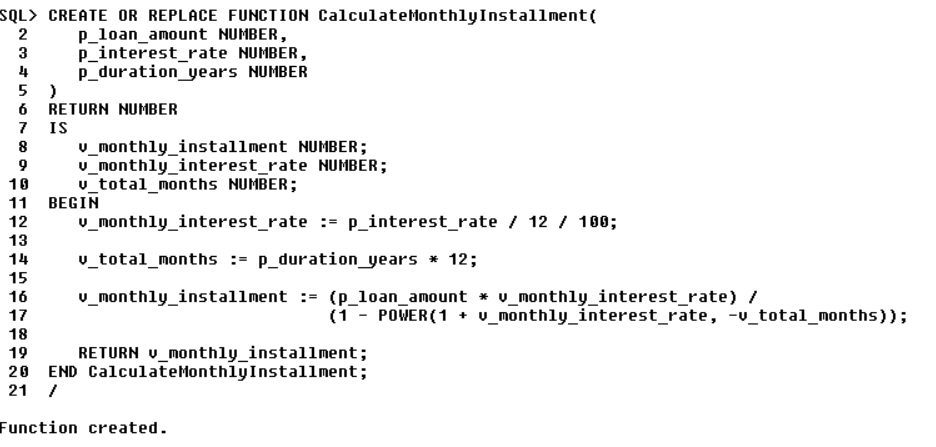 SQL> CREATE OR REPLACE FUNCTION CalculateMonthlyInstallment(
  2     p_loan_amount NUMBER,
  3     p_interest_rate NUMBER,
  4     p_duration_years NUMBER
  5  )
  6  RETURN NUMBER
  7  IS
  8     v_monthly_installment NUMBER;
  9     v_monthly_interest_rate NUMBER;
 10     v_total_months NUMBER;
 11  BEGIN
 12     v_monthly_interest_rate := p_interest_rate / 12 / 100;
 13
 14     v_total_months := p_duration_years * 12;
 15
 16     v_monthly_installment := (p_loan_amount * v_monthly_interest_rate) /
 17                              (1 - POWER(1 + v_monthly_interest_rate, -v_total_months));
 18
 19     RETURN v_monthly_installment;
 20  END CalculateMonthlyInstallment;
 21  /
Function created.